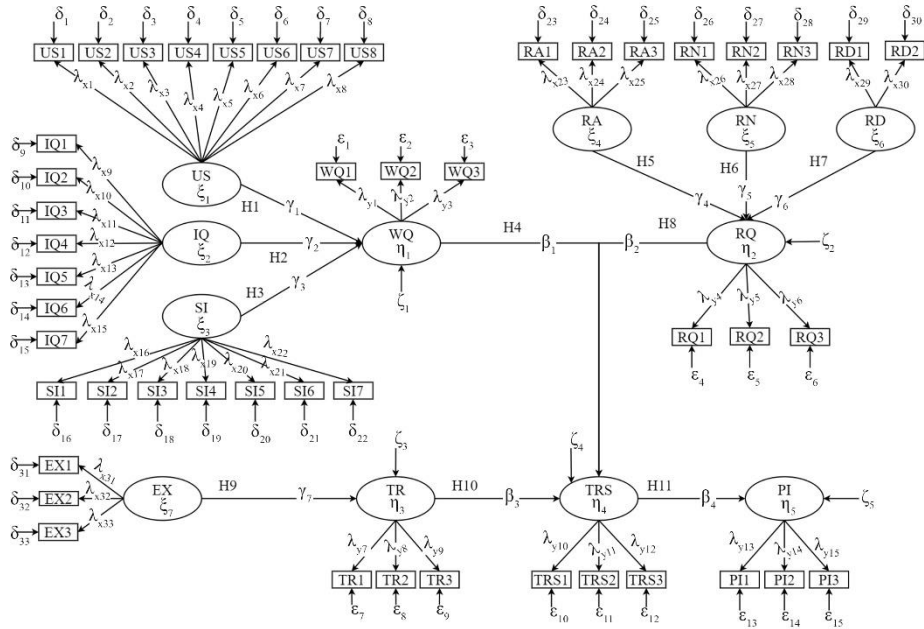 δ₁ δ₂ δ₃ δ₄ δ₅ δ₆ δ₇ δ₈
US1 US2 US3 US4 US5 US6 US7 US8
λx1 λx2 λx3 λx4 λx5 λx6 λx7 λx8
US
ξ₁
δ₂₃ δ₂₄ δ₂₅ δ₂₆ δ₂₇ δ₂₈ δ₂₉ δ₃₀
RA1 RA2 RA3 RN1 RN2 RN3 RD1 RD2
λx23 λx24 λx25 λx26 λx27 λx28 λx29 λx30
RA RN RD
ξ₄ ξ₅ ξ₆
H5 H6 H7
γ₄ γ₅ γ₆
δ₉ IQ1 λx9
δ₁₀ IQ2 λx10
δ₁₁ IQ3 λx11
δ₁₂ IQ4 λx12
δ₁₃ IQ5 λx13
δ₁₄ IQ6 λx14
δ₁₅ IQ7 λx15
IQ
ξ₂
H1 γ₁
H2 γ₂
H3 γ₃
ε₁ ε₂ ε₃
WQ1 WQ2 WQ3
λy1 λy2 λy3
WQ
η₁
ζ₁
H4 β₁
H8 β₂
RQ
η₂
ζ₂
λy4 λy5 λy6
RQ1 RQ2 RQ3
ε₄ ε₅ ε₆
SI
ξ₃
λx16 λx17 λx18 λx19 λx20 λx21 λx22
SI1 SI2 SI3 SI4 SI5 SI6 SI7
δ₁₆ δ₁₇ δ₁₈ δ₁₉ δ₂₀ δ₂₁ δ₂₂
δ₃₁ EX1 λx31
δ₃₂ EX2 λx32
δ₃₃ EX3 λx33
EX
ξ₇
H9 γ₇
ζ₃
TR
η₃
H10 β₃
ζ₄
TRS
η₄
H11 β₄
PI
η₅
ζ₅
λy7 λy8 λy9 λy10 λy11 λy12 λy13 λy14 λy15
TR1 TR2 TR3 TRS1 TRS2 TRS3 PI1 PI2 PI3
ε₇ ε₈ ε₉ ε₁₀ ε₁₁ ε₁₂ ε₁₃ ε₁₄ ε₁₅